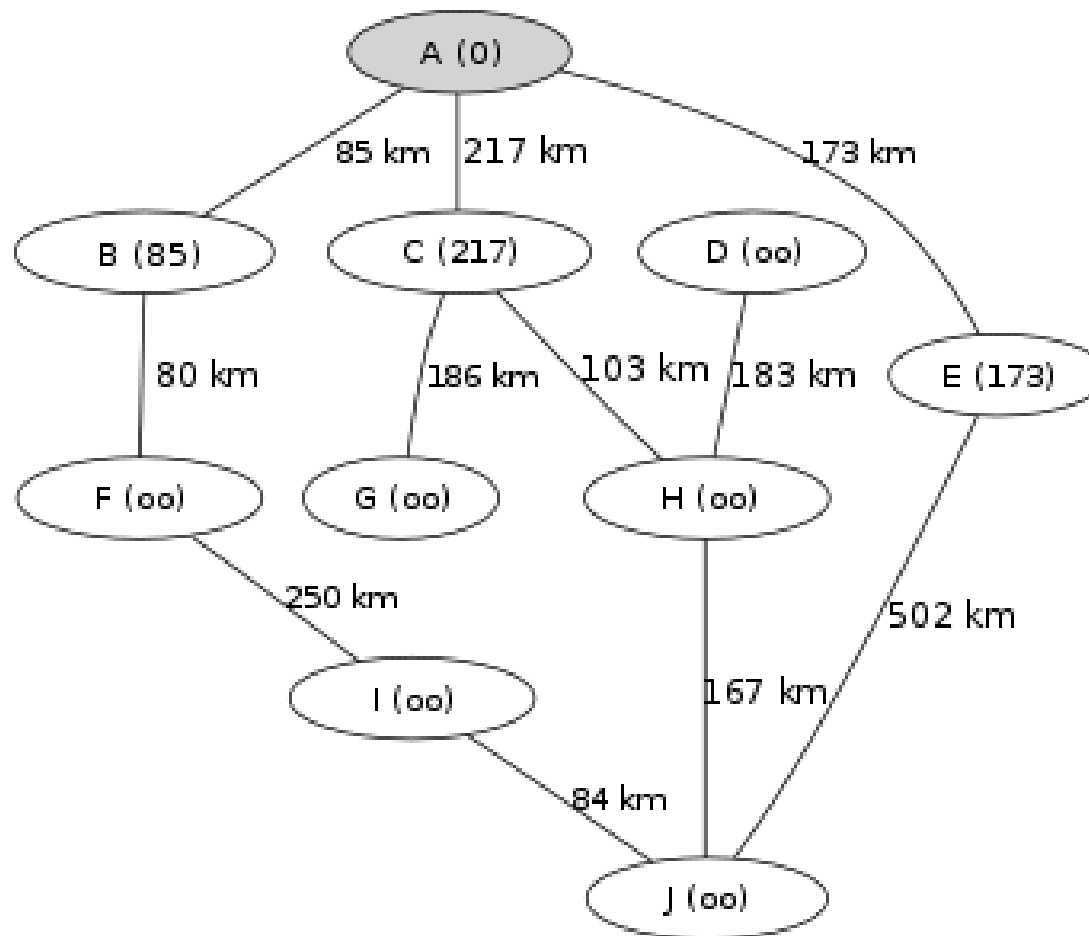 A (0)
85 km
217 km
173 km
B (85)
C (217)
D (oo)
80 km
186 km
103 km
183 km
E (173)
F (oo)
G (oo)
H (oo)
250 km
502 km
I (oo)
167 km
84 km
J (oo)